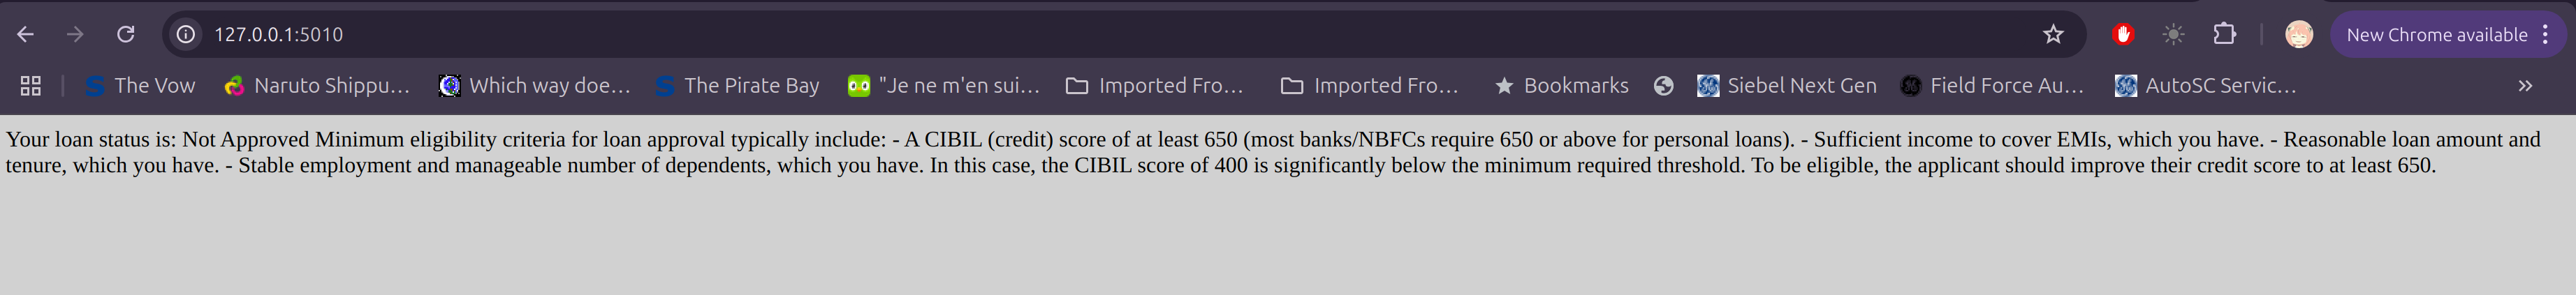 127.0.0.1:5010
New Chrome available
The Vow
Naruto Shippu...
Which way doe...
The Pirate Bay
"Je ne m'en sui...
Imported Fro...
Imported Fro...
Bookmarks
Siebel Next Gen
Field Force Au...
AutoSC Servic...
Your loan status is: Not Approved Minimum eligibility criteria for loan approval typically include: - A CIBIL (credit) score of at least 650 (most banks/NBFCs require 650 or above for personal loans). - Sufficient income to cover EMIs, which you have. - Reasonable loan amount and
tenure, which you have. - Stable employment and manageable number of dependents, which you have. In this case, the CIBIL score of 400 is significantly below the minimum required threshold. To be eligible, the applicant should improve their credit score to at least 650.